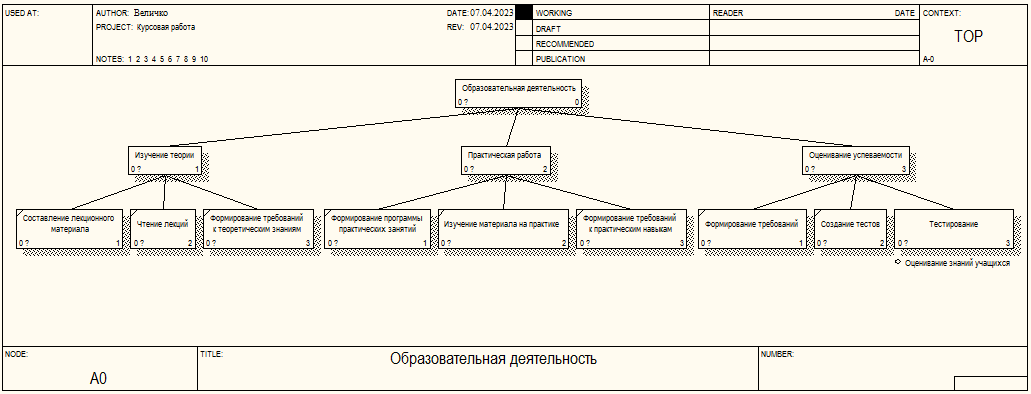 USED AT:
AUTHOR: Величко
DATE: 07.04.2023
WORKING
READER
DATE
CONTEXT:
PROJECT: Курсовая работа
REV: 07.04.2023
DRAFT
TOP
RECOMMENDED
NOTES: 1 2 3 4 5 6 7 8 9 10
PUBLICATION
A-0
Образовательная деятельность
0 ? 0
Изучение теории
0 ? 1
Практическая работа
0 ? 2
Оценивание успеваемости
0 ? 3
Составление лекционного
материала
0 ? 1
Чтение лекций
0 ? 2
Формирование требований
к теоретическим знаниям
0 ? 3
Формирование программы
практических занятий
0 ? 1
Изучение материала на практике
0 ? 2
Формирование требований
к практическим навыкам
0 ? 3
Формирование требований
0 ? 1
Создание тестов
0 ? 2
Тестирование
0 ? 3
Оценивание знаний учащихся
NODE:
A0
TITLE:
Образовательная деятельность
NUMBER: